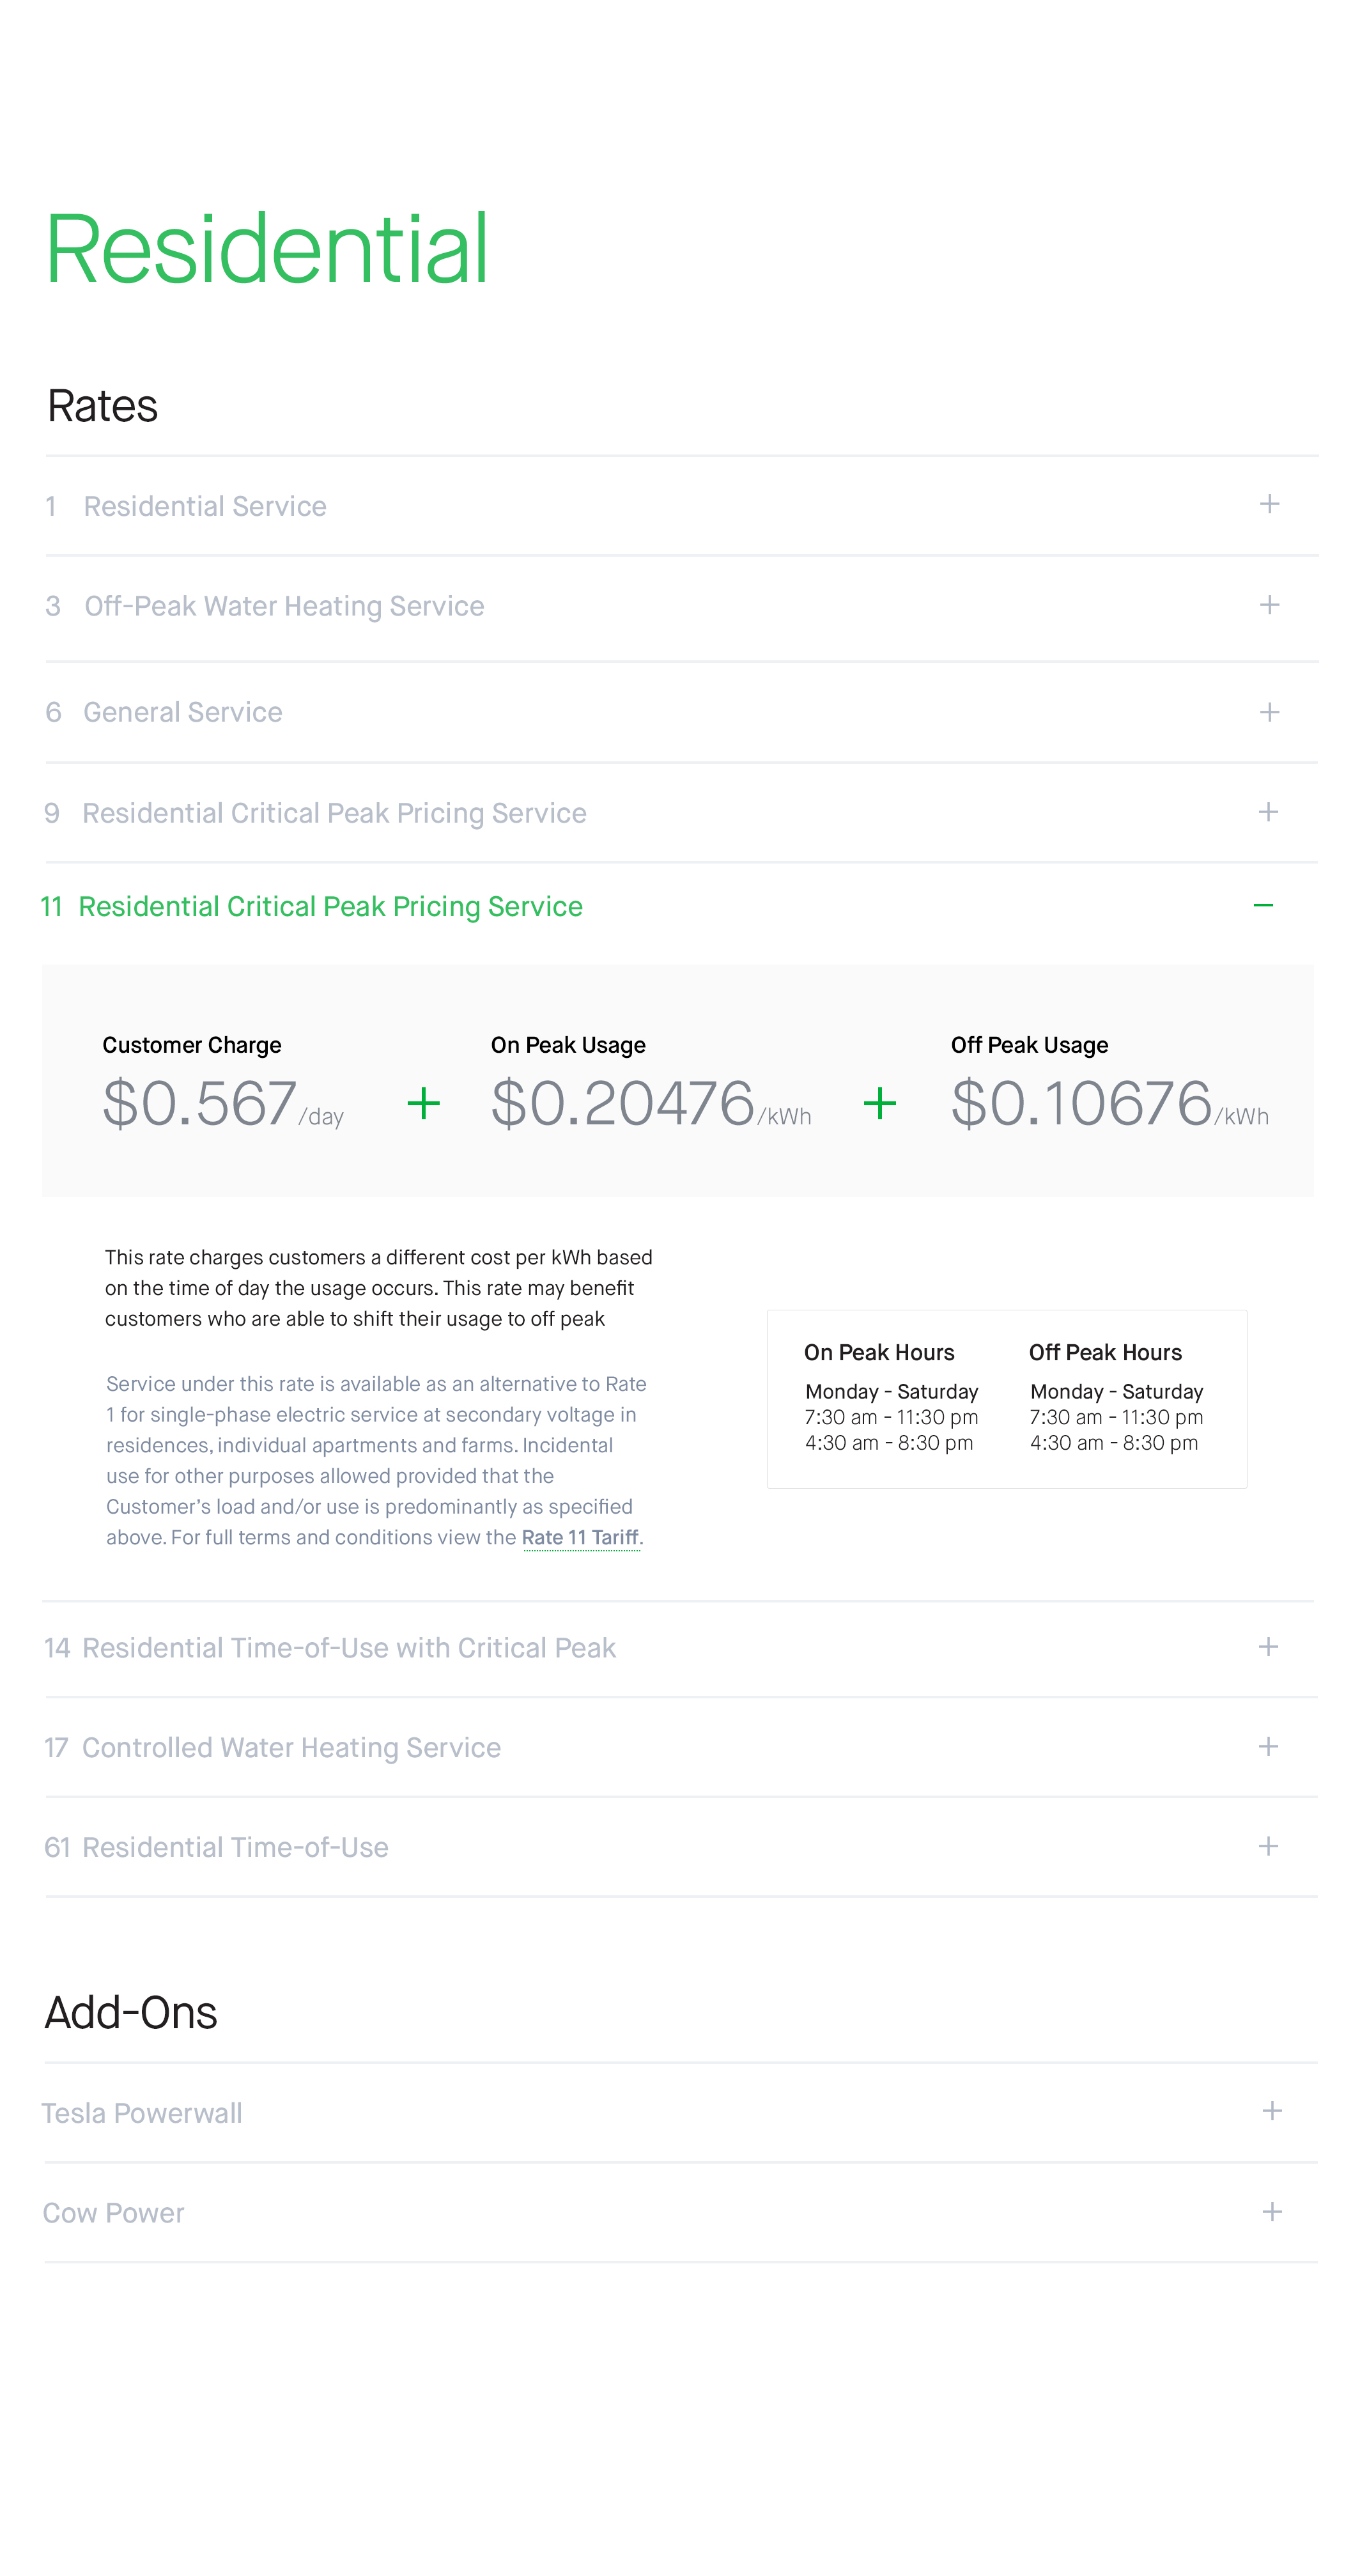 Residential
Rates
1 Residential Service +
3 Off-Peak Water Heating Service +
6 General Service +
9 Residential Critical Peak Pricing Service +
11 Residential Critical Peak Pricing Service −
Customer Charge
$0.567/day
+
On Peak Usage
$0.20476/kWh
+
Off Peak Usage
$0.10676/kWh
This rate charges customers a different cost per kWh based
on the time of day the usage occurs. This rate may benefit
customers who are able to shift their usage to off peak
Service under this rate is available as an alternative to Rate
1 for single-phase electric service at secondary voltage in
residences, individual apartments and farms. Incidental
use for other purposes allowed provided that the
Customer’s load and/or use is predominantly as specified
above. For full terms and conditions view the Rate 11 Tariff.
On Peak Hours
Monday - Saturday
7:30 am - 11:30 pm
4:30 am - 8:30 pm
Off Peak Hours
Monday - Saturday
7:30 am - 11:30 pm
4:30 am - 8:30 pm
14 Residential Time-of-Use with Critical Peak +
17 Controlled Water Heating Service +
61 Residential Time-of-Use +
Add-Ons
Tesla Powerwall +
Cow Power +